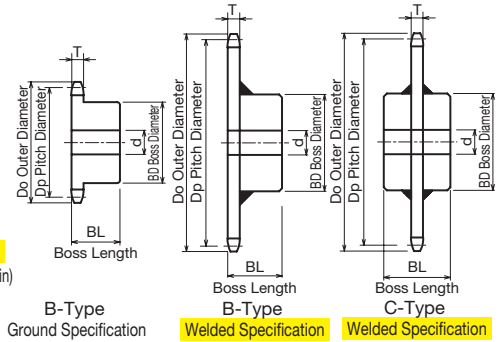 T
Do Outer Diameter
Dp Pitch Diameter
d
BD Boss Diameter
BL
Boss Length
B-Type
Ground Specification
T
Do Outer Diameter
Dp Pitch Diameter
d
BD Boss Diameter
BL
Boss Length
B-Type
Welded Specification
T
Do Outer Diameter
Dp Pitch Diameter
d
BD Boss Diameter
BL
Boss Length
C-Type
Welded Specification